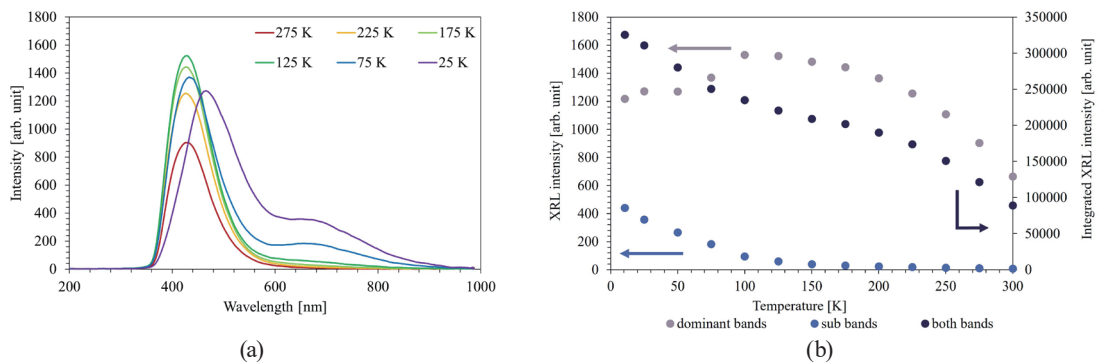 275 K 225 K 175 K
125 K 75 K 25 K
Intensity [arb. unit]
1800
1600
1400
1200
1000
800
600
400
200
0
200 400 600 800 1000
Wavelength [nm]
(a)
XRL intensity [arb. unit]
1800
1600
1400
1200
1000
800
600
400
200
0
350000
300000
250000
200000
150000
100000
50000
0
Integrated XRL intensity [arb. unit]
0 50 100 150 200 250 300
Temperature [K]
dominant bands sub bands both bands
(b)